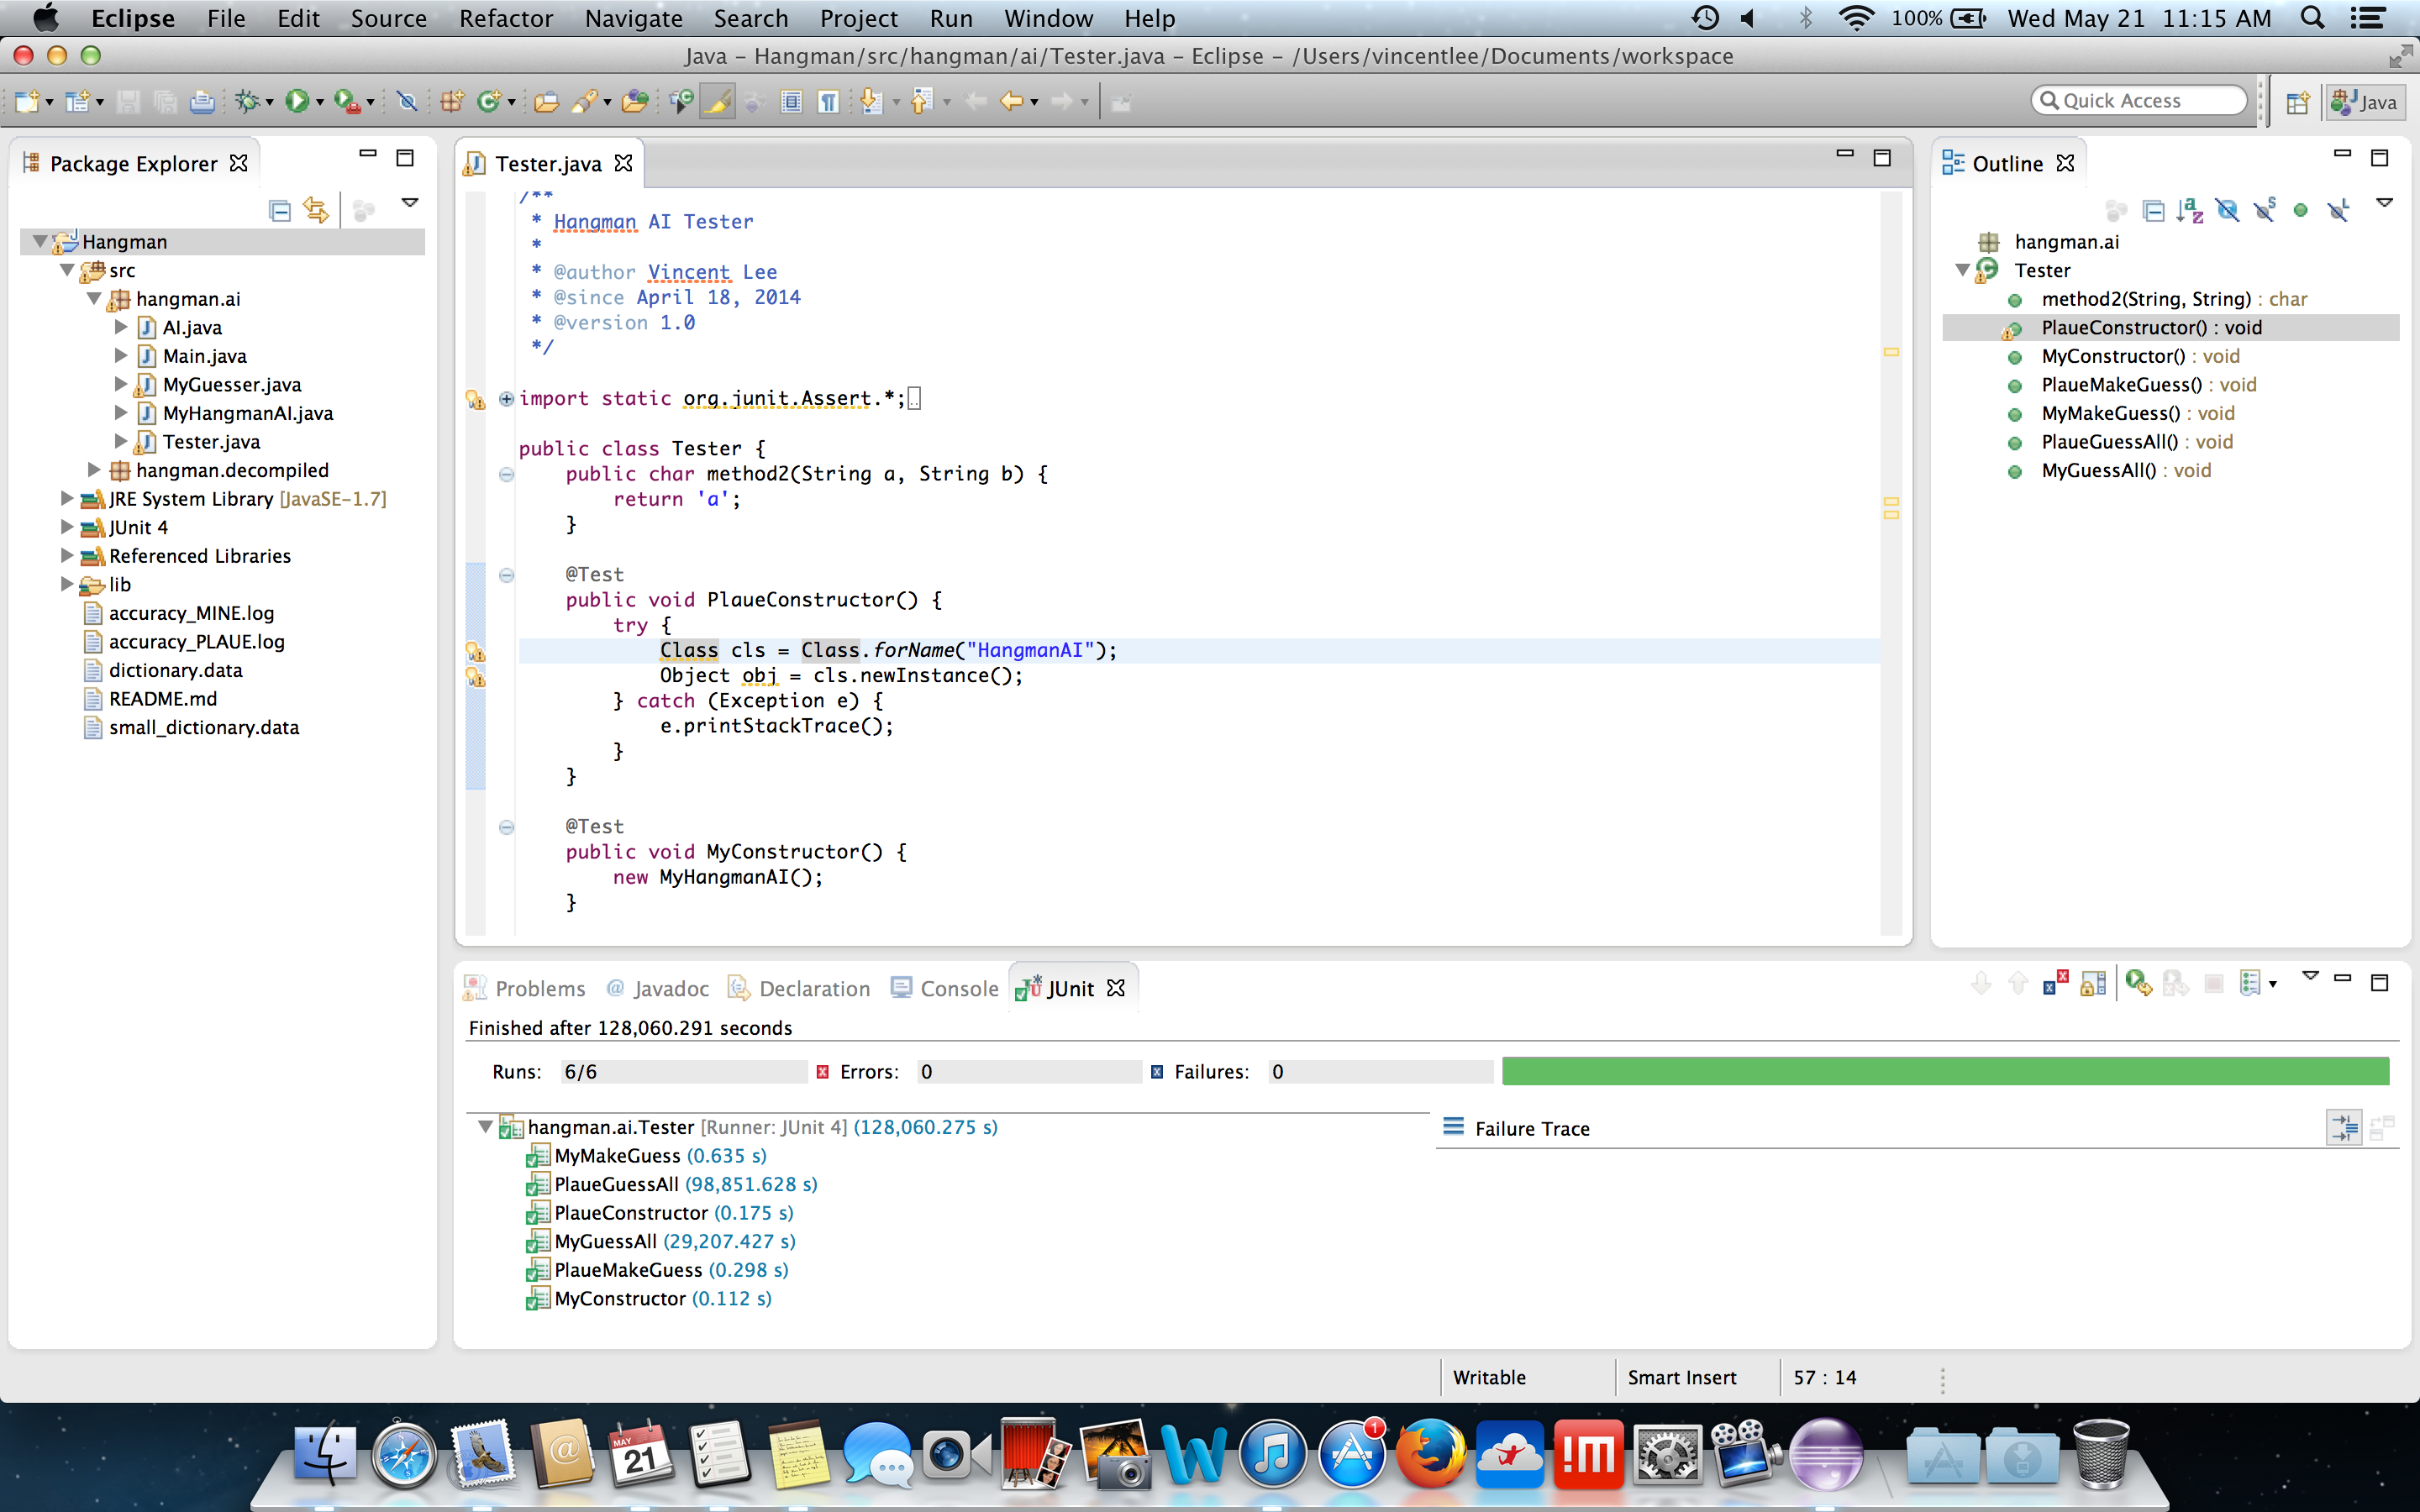 Eclipse File Edit Source Refactor Navigate Search Project Run Window Help 100% Wed May 21 11:15 AM
Java – Hangman/src/hangman/ai/Tester.java – Eclipse – /Users/vincentlee/Documents/workspace
Quick Access
Java
Package Explorer
Hangman
src
hangman.ai
AI.java
Main.java
MyGuesser.java
MyHangmanAI.java
Tester.java
hangman.decompiled
JRE System Library [JavaSE-1.7]
JUnit 4
Referenced Libraries
lib
accuracy_MINE.log
accuracy_PLAUE.log
dictionary.data
README.md
small_dictionary.data
Tester.java
/**
 * Hangman AI Tester
 *
 * @author Vincent Lee
 * @since April 18, 2014
 * @version 1.0
 */
import static org.junit.Assert.*;
public class Tester {
    public char method2(String a, String b) {
        return 'a';
    }
    @Test
    public void PlaueConstructor() {
        try {
            Class cls = Class.forName("HangmanAI");
            Object obj = cls.newInstance();
        } catch (Exception e) {
            e.printStackTrace();
        }
    }
    @Test
    public void MyConstructor() {
        new MyHangmanAI();
    }
Outline
hangman.ai
Tester
method2(String, String) : char
PlaueConstructor() : void
MyConstructor() : void
PlaueMakeGuess() : void
MyMakeGuess() : void
PlaueGuessAll() : void
MyGuessAll() : void
Problems @ Javadoc Declaration Console JUnit
Finished after 128,060.291 seconds
Runs: 6/6 Errors: 0 Failures: 0
hangman.ai.Tester [Runner: JUnit 4] (128,060.275 s)
MyMakeGuess (0.635 s)
PlaueGuessAll (98,851.628 s)
PlaueConstructor (0.175 s)
MyGuessAll (29,207.427 s)
PlaueMakeGuess (0.298 s)
MyConstructor (0.112 s)
Failure Trace
Writable Smart Insert 57 : 14
MAY
21
1
!M